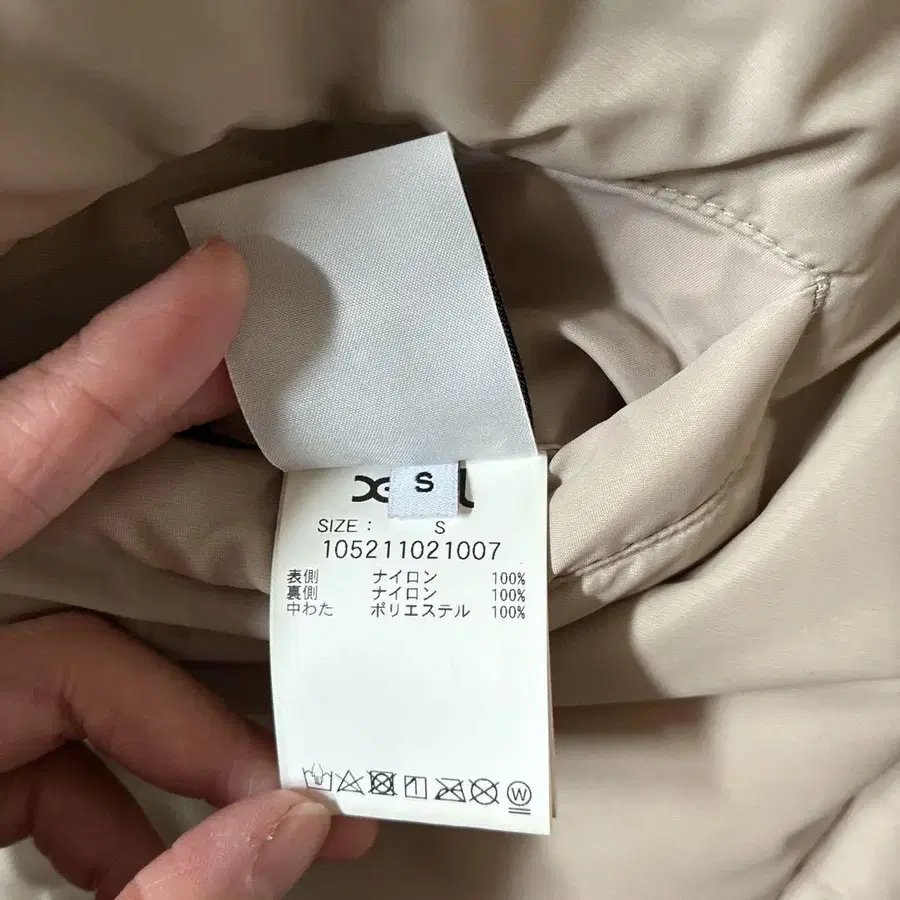 S
SIZE : S
105211021007
表側 ナイロン 100%
裏側 ナイロン 100%
中わた ポリエステル 100%
W